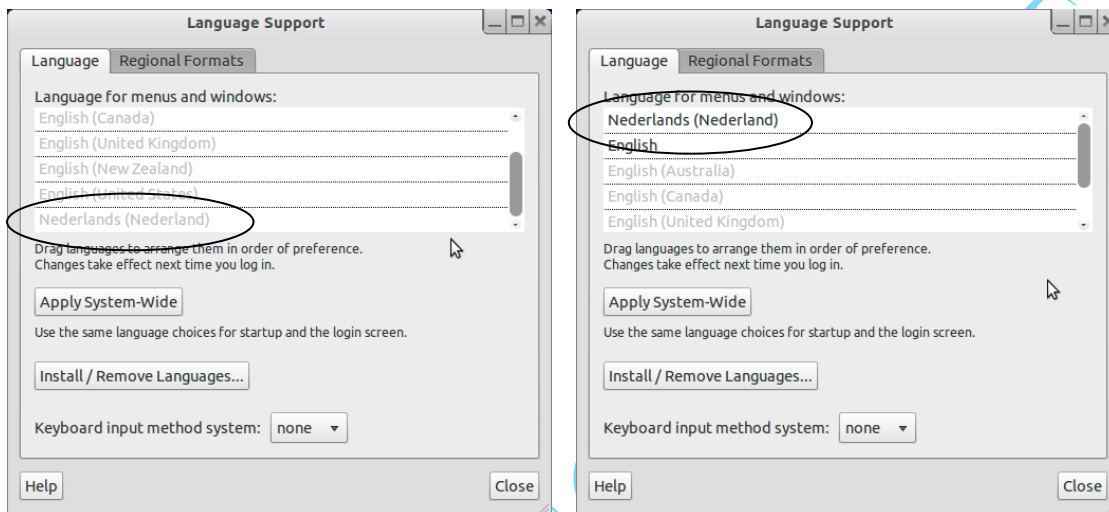 Language Support
Language Regional Formats
Language for menus and windows:
English (Canada)
English (United Kingdom)
English (New Zealand)
English (United States)
Nederlands (Nederland)
Drag languages to arrange them in order of preference.
Changes take effect next time you log in.
Apply System-Wide
Use the same language choices for startup and the login screen.
Install / Remove Languages...
Keyboard input method system: none
Help Close
Language Support
Language Regional Formats
Language for menus and windows:
Nederlands (Nederland)
English
English (Australia)
English (Canada)
English (United Kingdom)
Drag languages to arrange them in order of preference.
Changes take effect next time you log in.
Apply System-Wide
Use the same language choices for startup and the login screen.
Install / Remove Languages...
Keyboard input method system: none
Help Close